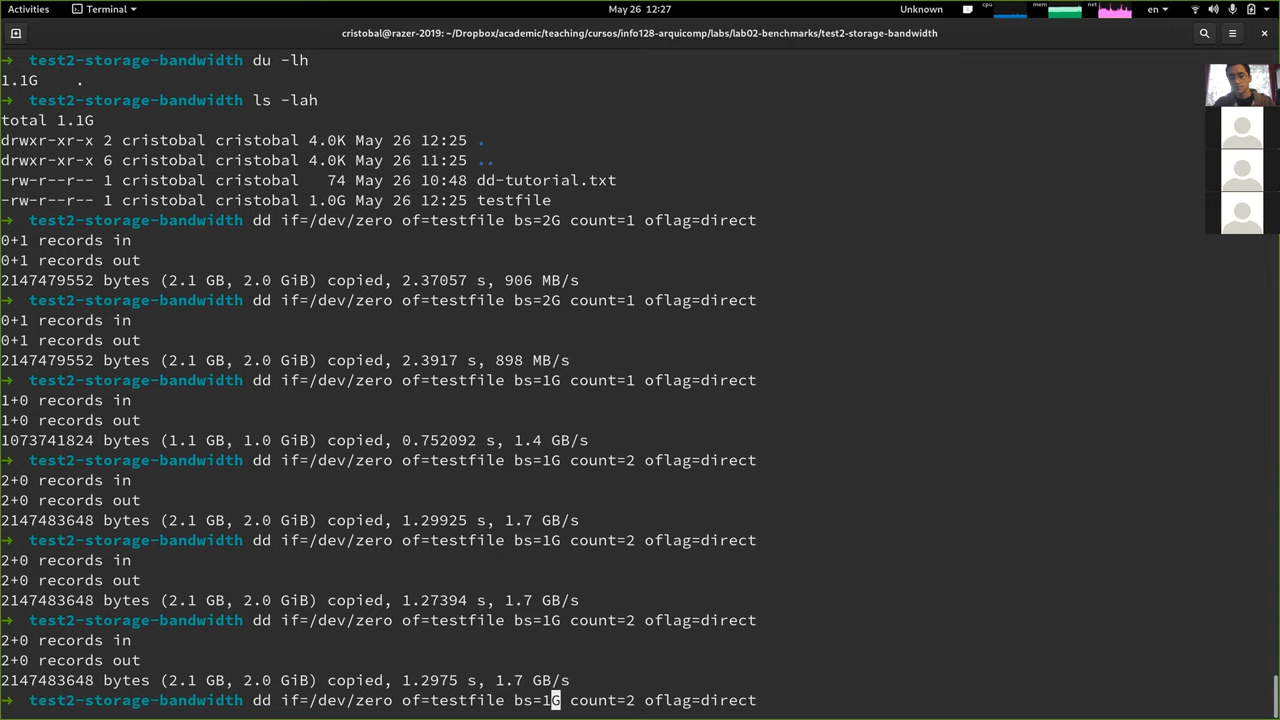 Activities Terminal May 26 12:27 Unknown cpu mem net en
cristobal@razer-2019: ~/Dropbox/academic/teaching/cursos/info128-arquicomp/labs/lab02-benchmarks/test2-storage-bandwidth
→ test2-storage-bandwidth du -lh
1.1G .
→ test2-storage-bandwidth ls -lah
total 1.1G
drwxr-xr-x 2 cristobal cristobal 4.0K May 26 12:25 .
drwxr-xr-x 6 cristobal cristobal 4.0K May 26 11:25 ..
-rw-r--r-- 1 cristobal cristobal 74 May 26 10:48 dd-tutorial.txt
-rw-r--r-- 1 cristobal cristobal 1.0G May 26 12:25 testfile
→ test2-storage-bandwidth dd if=/dev/zero of=testfile bs=2G count=1 oflag=direct
0+1 records in
0+1 records out
2147479552 bytes (2.1 GB, 2.0 GiB) copied, 2.37057 s, 906 MB/s
→ test2-storage-bandwidth dd if=/dev/zero of=testfile bs=2G count=1 oflag=direct
0+1 records in
0+1 records out
2147479552 bytes (2.1 GB, 2.0 GiB) copied, 2.3917 s, 898 MB/s
→ test2-storage-bandwidth dd if=/dev/zero of=testfile bs=1G count=1 oflag=direct
1+0 records in
1+0 records out
1073741824 bytes (1.1 GB, 1.0 GiB) copied, 0.752092 s, 1.4 GB/s
→ test2-storage-bandwidth dd if=/dev/zero of=testfile bs=1G count=2 oflag=direct
2+0 records in
2+0 records out
2147483648 bytes (2.1 GB, 2.0 GiB) copied, 1.29925 s, 1.7 GB/s
→ test2-storage-bandwidth dd if=/dev/zero of=testfile bs=1G count=2 oflag=direct
2+0 records in
2+0 records out
2147483648 bytes (2.1 GB, 2.0 GiB) copied, 1.27394 s, 1.7 GB/s
→ test2-storage-bandwidth dd if=/dev/zero of=testfile bs=1G count=2 oflag=direct
2+0 records in
2+0 records out
2147483648 bytes (2.1 GB, 2.0 GiB) copied, 1.2975 s, 1.7 GB/s
→ test2-storage-bandwidth dd if=/dev/zero of=testfile bs=1G count=2 oflag=direct